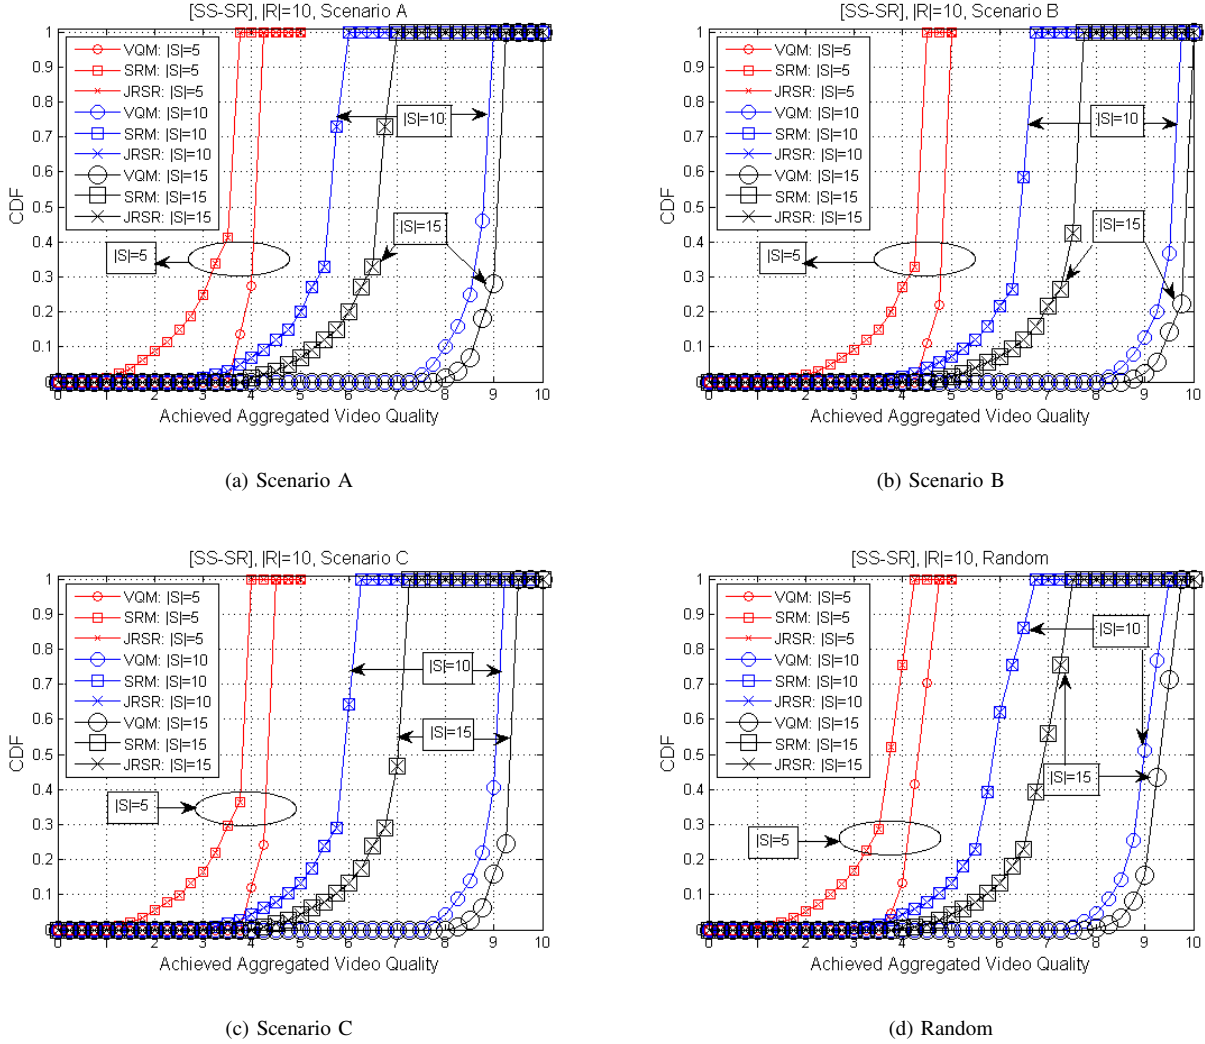 [SS-SR], |R|=10, Scenario A
1
0.9
0.8
0.7
0.6
0.5
0.4
0.3
0.2
0.1
0
CDF
VQM: |S|=5
SRM: |S|=5
JRSR: |S|=5
VQM: |S|=10
SRM: |S|=10
JRSR: |S|=10
VQM: |S|=15
SRM: |S|=15
JRSR: |S|=15
|S|=10
|S|=15
|S|=5
0 1 2 3 4 5 6 7 8 9 10
Achieved Aggregated Video Quality
(a) Scenario A
[SS-SR], |R|=10, Scenario B
1
0.9
0.8
0.7
0.6
0.5
0.4
0.3
0.2
0.1
0
CDF
VQM: |S|=5
SRM: |S|=5
JRSR: |S|=5
VQM: |S|=10
SRM: |S|=10
JRSR: |S|=10
VQM: |S|=15
SRM: |S|=15
JRSR: |S|=15
|S|=10
|S|=15
|S|=5
0 1 2 3 4 5 6 7 8 9 10
Achieved Aggregated Video Quality
(b) Scenario B
[SS-SR], |R|=10, Scenario C
1
0.9
0.8
0.7
0.6
0.5
0.4
0.3
0.2
0.1
0
CDF
VQM: |S|=5
SRM: |S|=5
JRSR: |S|=5
VQM: |S|=10
SRM: |S|=10
JRSR: |S|=10
VQM: |S|=15
SRM: |S|=15
JRSR: |S|=15
|S|=10
|S|=15
|S|=5
0 1 2 3 4 5 6 7 8 9 10
Achieved Aggregated Video Quality
(c) Scenario C
[SS-SR], |R|=10, Random
1
0.9
0.8
0.7
0.6
0.5
0.4
0.3
0.2
0.1
0
CDF
VQM: |S|=5
SRM: |S|=5
JRSR: |S|=5
VQM: |S|=10
SRM: |S|=10
JRSR: |S|=10
VQM: |S|=15
SRM: |S|=15
JRSR: |S|=15
|S|=10
|S|=15
|S|=5
0 1 2 3 4 5 6 7 8 9 10
Achieved Aggregated Video Quality
(d) Random